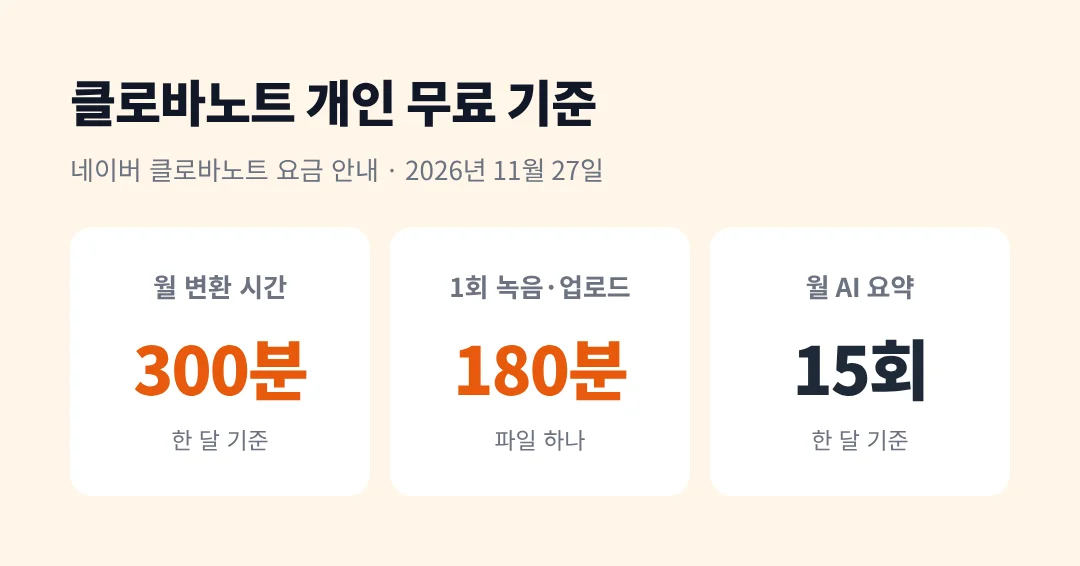 클로바노트 개인 무료 기준
네이버 클로바노트 요금 안내 · 2026년 11월 27일
월 변환 시간
300분
한 달 기준
1회 녹음·업로드
180분
파일 하나
월 AI 요약
15회
한 달 기준